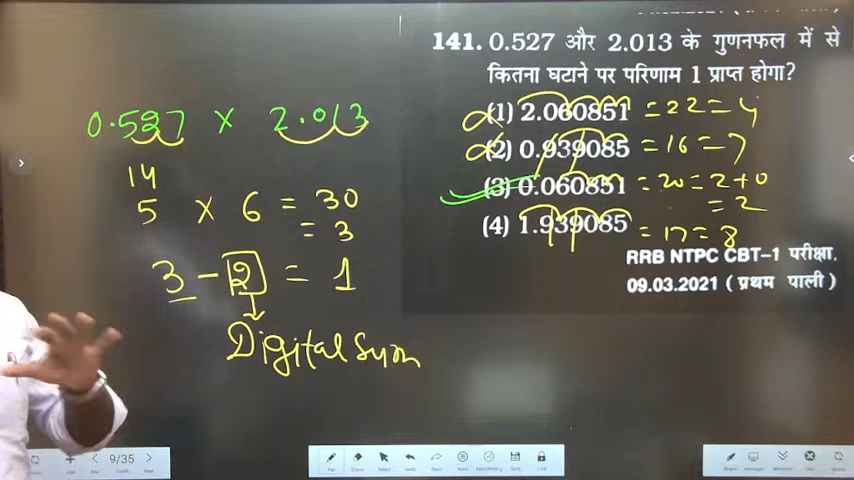 141. 0.527 और 2.013 के गुणनफल में से
कितना घटाने पर परिणाम 1 प्राप्त होगा?
(1) 2.060851 = 22 = 4
(2) 0.939085 = 16 = 7
(3) 0.060851 = 20 = 2+0
= 2
(4) 1.939085 = 17 = 8
RRB NTPC CBT–1 परीक्षा,
09.03.2021 (प्रथम पाली)
0.527 × 2.013
14
5 × 6 = 30
= 3
3 – 2 = 1
Digital Sum
9/35